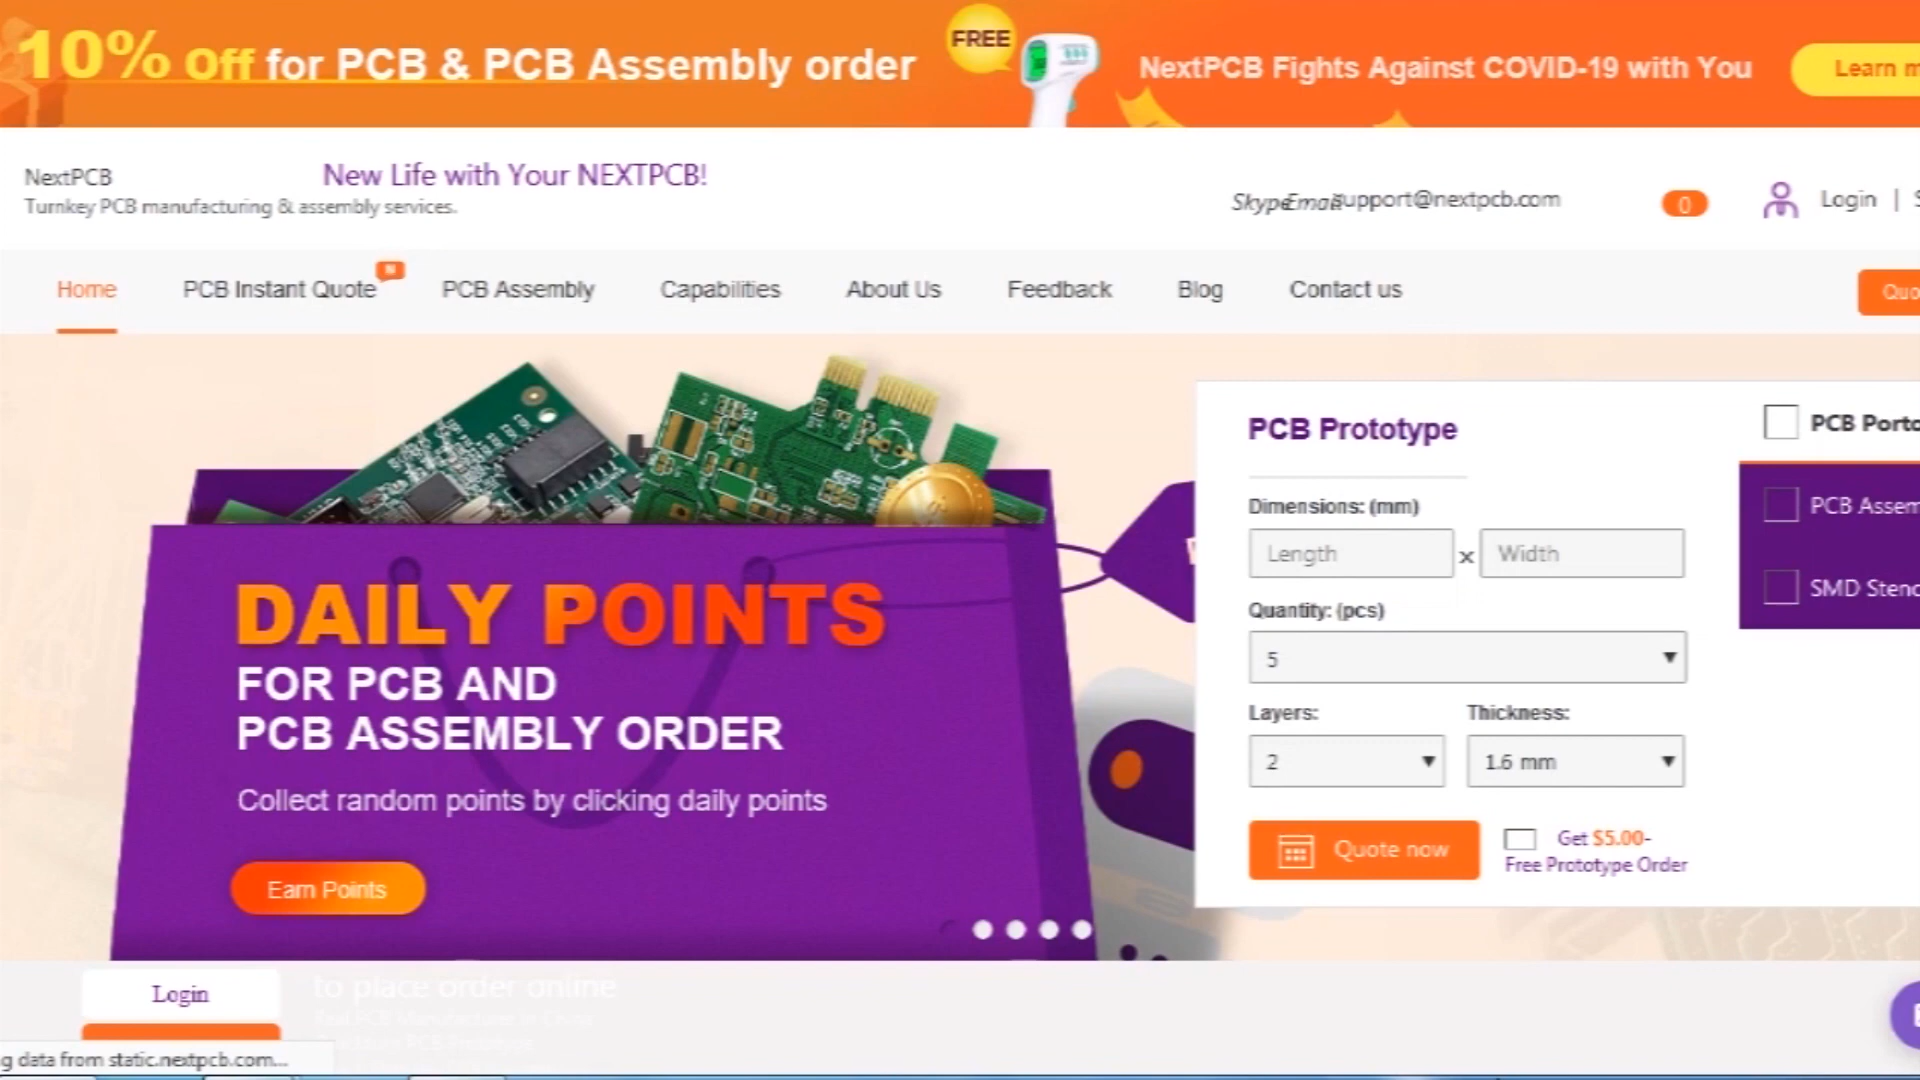 10% Off for PCB & PCB Assembly order
FREE
NextPCB Fights Against COVID-19 with You
Learn
NextPCB
New Life with Your NEXTPCB!
Turnkey PCB manufacturing & assembly services.
Skype
Email
support@nextpcb.com
0
Login |
Home
PCB Instant Quote
N
PCB Assembly
Capabilities
About Us
Feedback
Blog
Contact us
Quo
PCB Prototype
PCB Proto
Dimensions: (mm)
Length x Width
PCB Assem
Quantity: (pcs)
SMD Stenc
5
Layers:
Thickness:
2
1.6 mm
Quote now
Get $5.00-
Free Prototype Order
DAILY POINTS
FOR PCB AND
PCB ASSEMBLY ORDER
Collect random points by clicking daily points
Earn Points
Login
to place order online
g data from static.nextpcb.com...